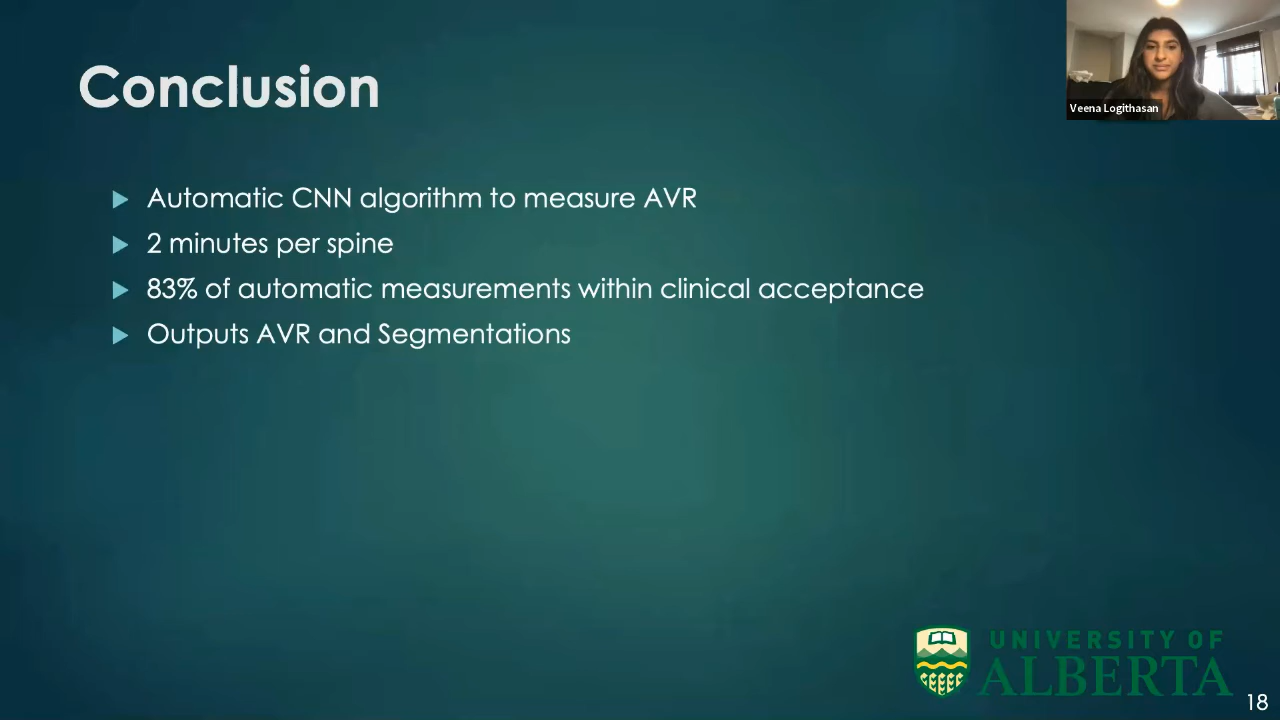 Conclusion
Veena Logithasan
Automatic CNN algorithm to measure AVR
2 minutes per spine
83% of automatic measurements within clinical acceptance
Outputs AVR and Segmentations
UNIVERSITY OF
ALBERTA
18